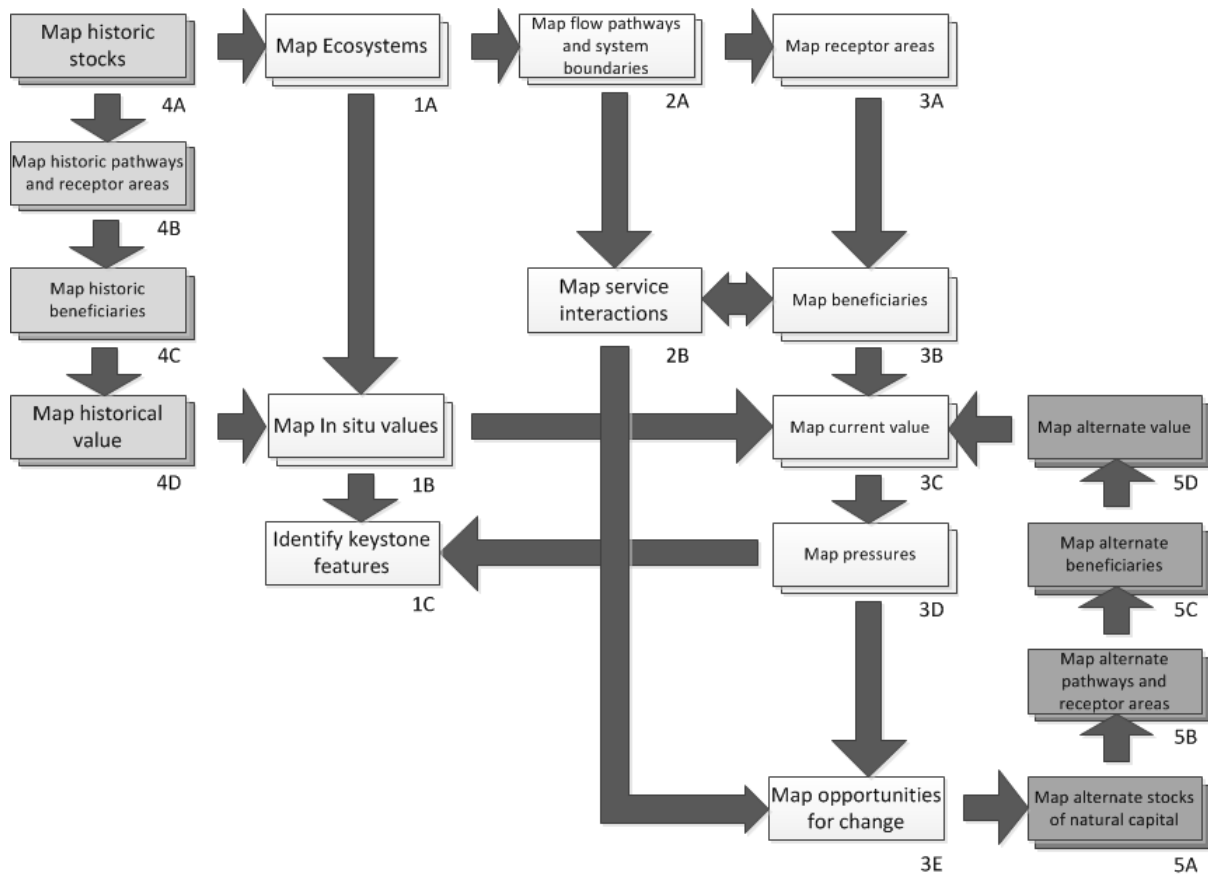 Map historic
stocks
4A
Map Ecosystems
1A
Map flow pathways
and system
boundaries
2A
Map receptor areas
3A
Map historic pathways
and receptor areas
4B
Map historic
beneficiaries
4C
Map service
interactions
2B
Map beneficiaries
3B
Map historical
value
4D
Map In situ values
1B
Map current value
3C
Map alternate value
5D
Identify keystone
features
1C
Map pressures
3D
Map alternate
beneficiaries
5C
Map alternate
pathways and
receptor areas
5B
Map opportunities
for change
3E
Map alternate stocks
of natural capital
5A